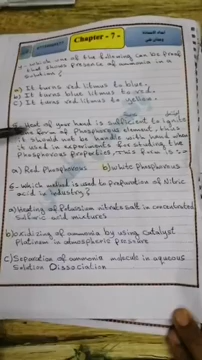 Chapter - 7 -
4 - Which one of the following can be proof
that shows presence of ammonia in a
solution?
a) It turns red litmus to blue.
b) It turns blue litmus to red.
c) It turns red litmus to yellow.
5 - Heat of your hand is sufficient to ignite
one form of phosphorous element, that's
should not be handle with hand when
it used in experiments for studing the
Phosphorous properties. This form is :-
a) Red Phosphorous b) White Phosphorous
6 - Which method is used to preparation of Nitric
acid in industry?
a) Heating of Potassium nitrate salt in concentrated
Sulfuric acid mixtures
b) Oxidizing of ammonia by using catalyst
Platinum in atmospheric pressure
c) Separation of ammonia molecule in aqueous
Solution Dissociation